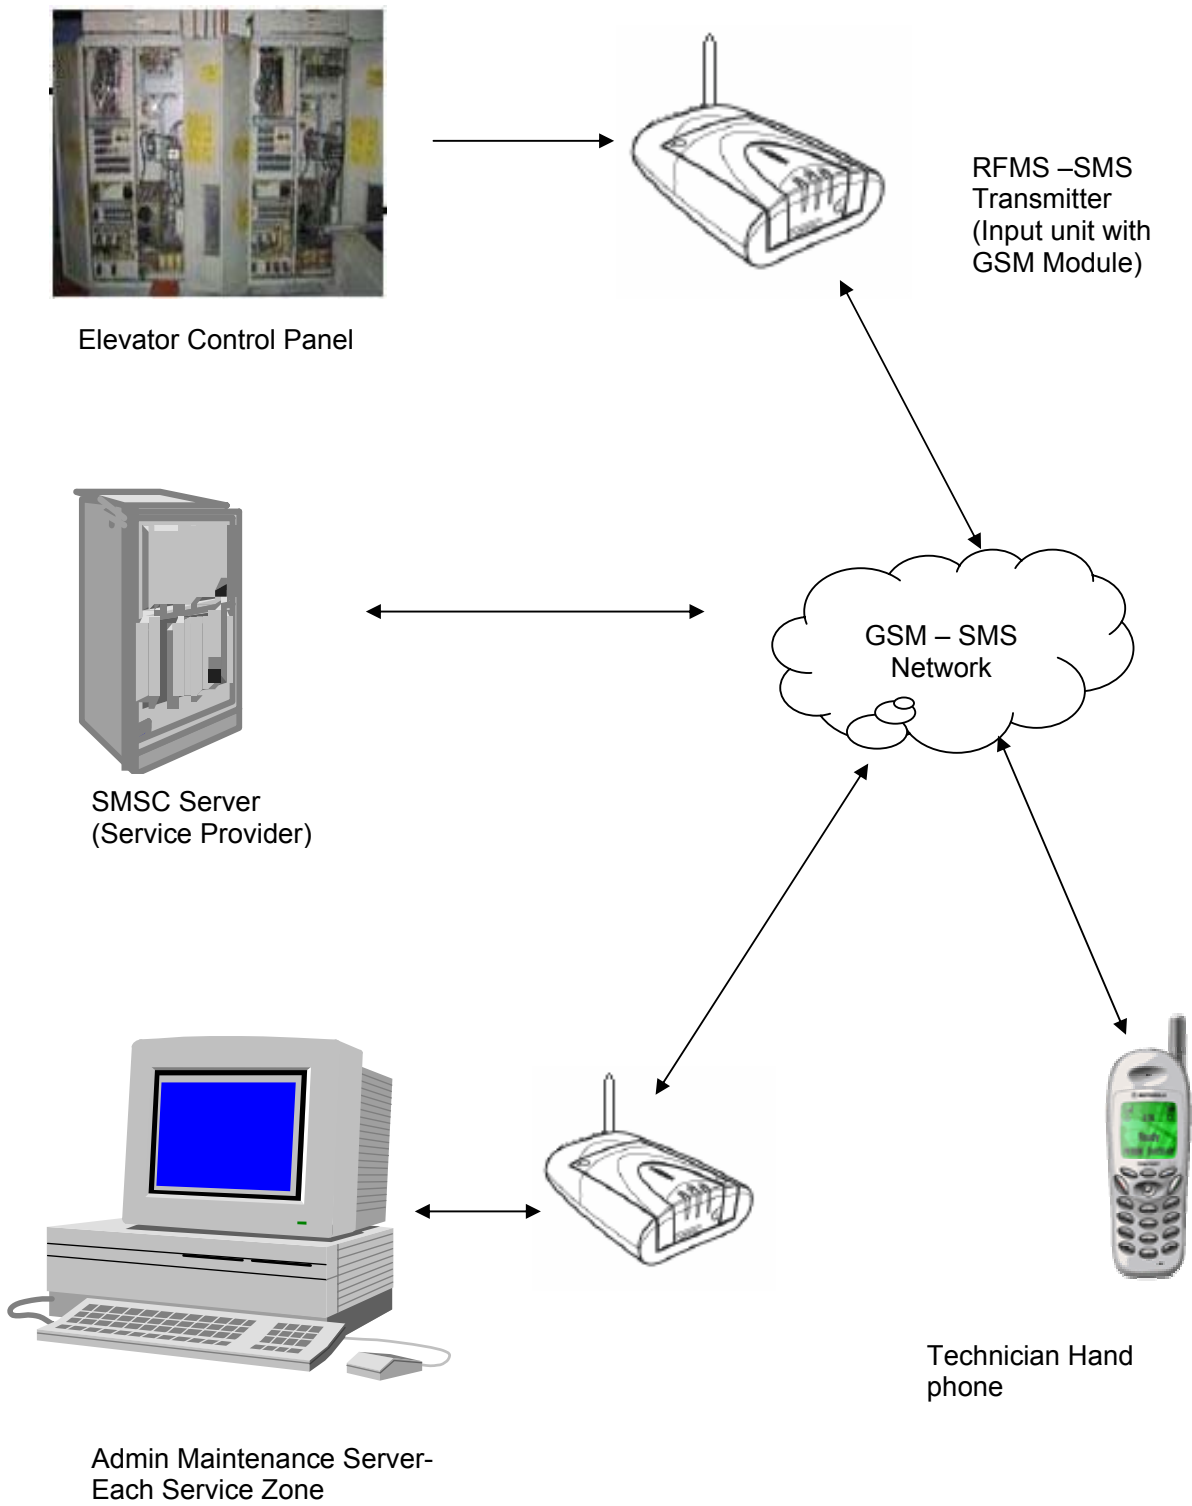 RFMS –SMS
Transmitter
(Input unit with
GSM Module)
Elevator Control Panel
GSM – SMS
Network
SMSC Server
(Service Provider)
Technician Hand
phone
Admin Maintenance Server-
Each Service Zone